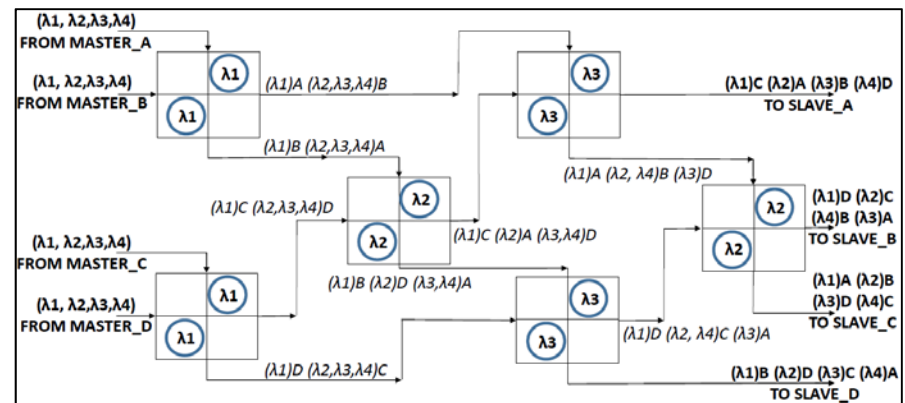 (λ1, λ2,λ3,λ4)
FROM MASTER_A
(λ1, λ2,λ3,λ4)
FROM MASTER_B
λ1
λ1
(λ1)A (λ2,λ3,λ4)B
(λ1)B (λ2,λ3,λ4)A
λ3
λ3
(λ1)C (λ2)A (λ3)B (λ4)D
TO SLAVE_A
(λ1)A (λ2, λ4)B (λ3)D
λ2
λ2
(λ1)C (λ2,λ3,λ4)D
(λ1)C (λ2)A (λ3,λ4)D
(λ1)B (λ2)D (λ3,λ4)A
λ2
λ2
(λ1)D (λ2)C
(λ4)B (λ3)A
TO SLAVE_B
(λ1)A (λ2)B
(λ3)D (λ4)C
TO SLAVE_C
(λ1, λ2,λ3,λ4)
FROM MASTER_C
(λ1, λ2,λ3,λ4)
FROM MASTER_D
λ1
λ1
(λ1)D (λ2,λ3,λ4)C
λ3
λ3
(λ1)D (λ2, λ4)C (λ3)A
(λ1)B (λ2)D (λ3)C (λ4)A
TO SLAVE_D